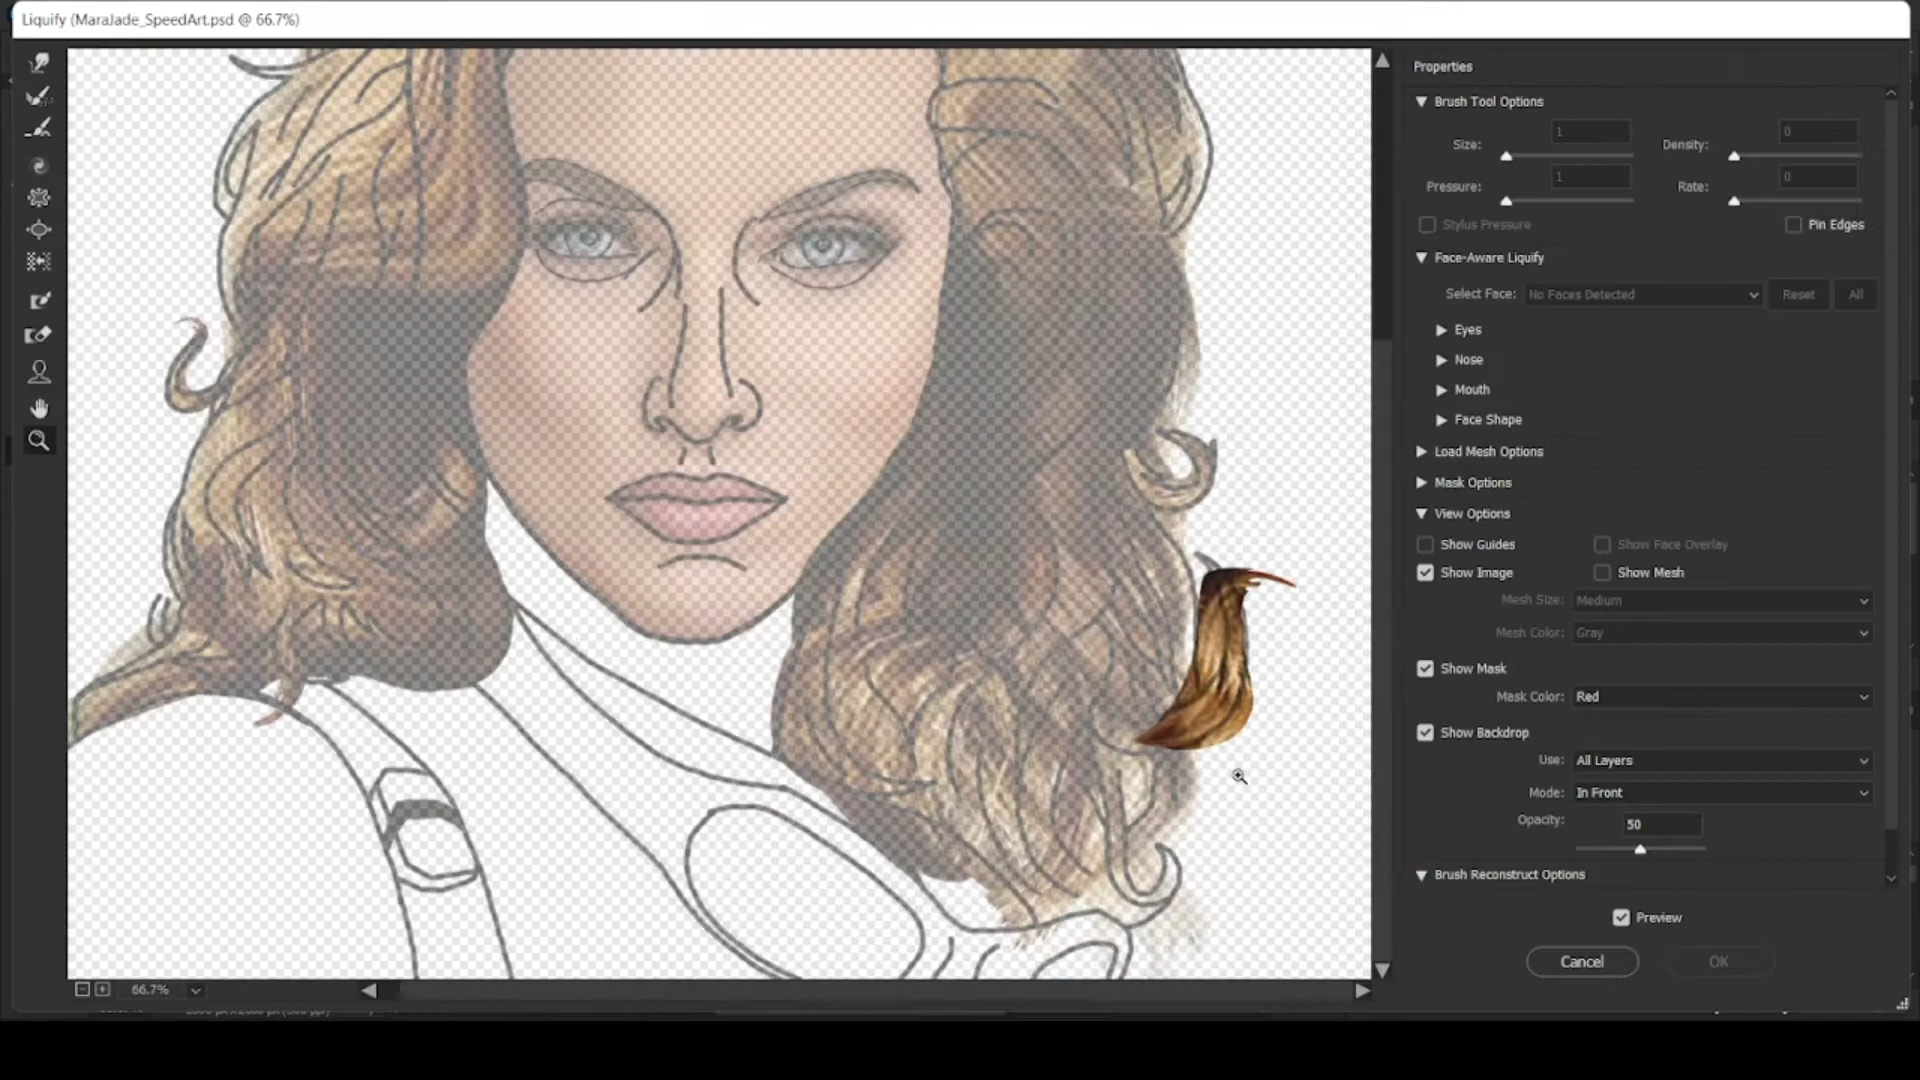 Liquify (MaraJade_SpeedArt.psd @ 66.7%)
Properties
Brush Tool Options
Size: 1 Density: 0
Pressure: 1 Rate: 0
Stylus Pressure Pin Edges
Face-Aware Liquify
Select Face: No Faces Detected Reset All
Eyes
Nose
Mouth
Face Shape
Load Mesh Options
Mask Options
View Options
Show Guides Show Face Overlay
Show Image Show Mesh
Mesh Size: Medium
Mesh Color: Gray
Show Mask
Mask Color: Red
Show Backdrop
Use: All Layers
Mode: In Front
Opacity: 50
Brush Reconstruct Options
Preview
Cancel OK
66.7%